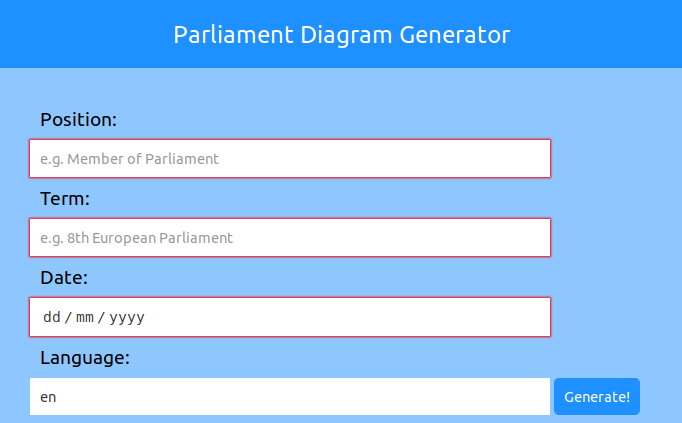 Parliament Diagram Generator
Position:
e.g. Member of Parliament
Term:
e.g. 8th European Parliament
Date:
dd / mm / yyyy
Language:
en Generate!